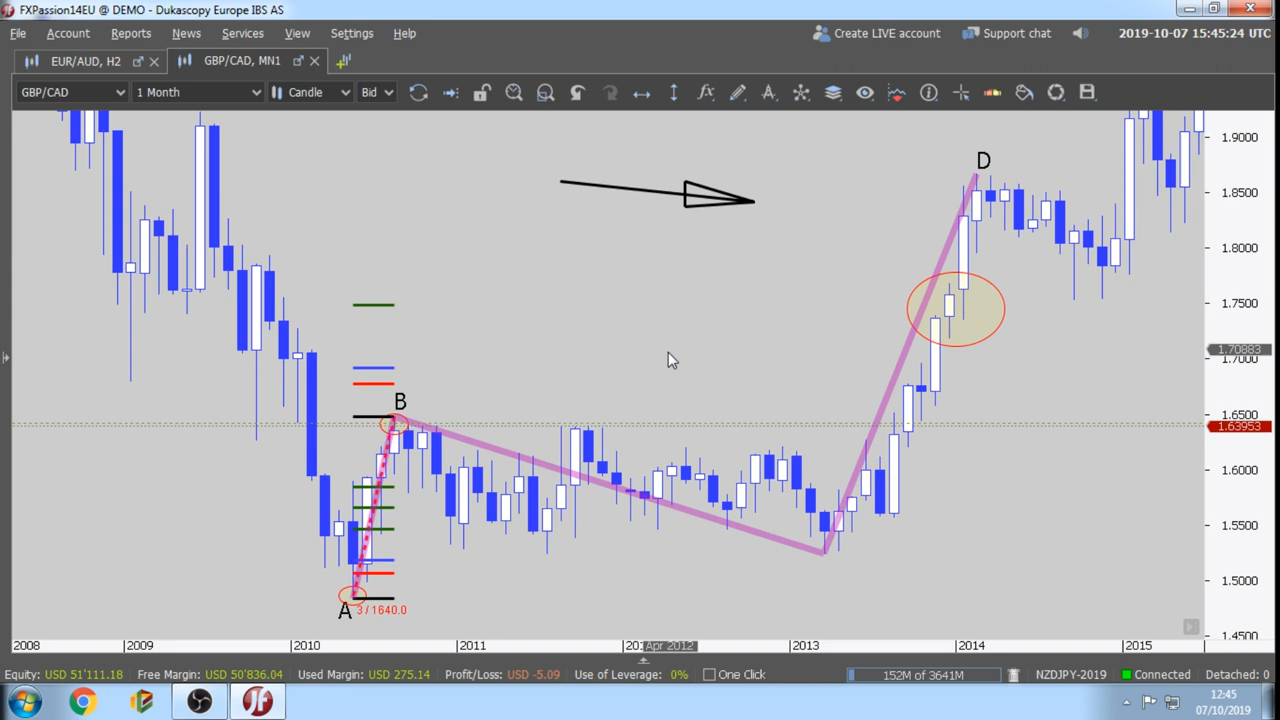 FXPassion14EU @ DEMO - Dukascopy Europe IBS AS
File Account Reports News Services View Settings Help Create LIVE account Support chat 2019-10-07 15:45:24 UTC
EUR/AUD, H2 GBP/CAD, MN1
GBP/CAD 1 Month Candle Bid
1.9000
D
1.8500
1.8000
1.7500
1.70883
B
1.6500
1.63953
1.6000
1.5500
1.5000
A 3 / 1640.0
1.4500
2008 2009 2010 2011 Apr 2012 2013 2014 2015
Equity: USD 51'111.18 Free Margin: USD 50'836.04 Used Margin: USD 275.14 Profit/Loss: USD -5.09 Use of Leverage: 0% One Click 152M of 3641M NZDJPY-2019 Connected Detached: 0
12:45
07/10/2019